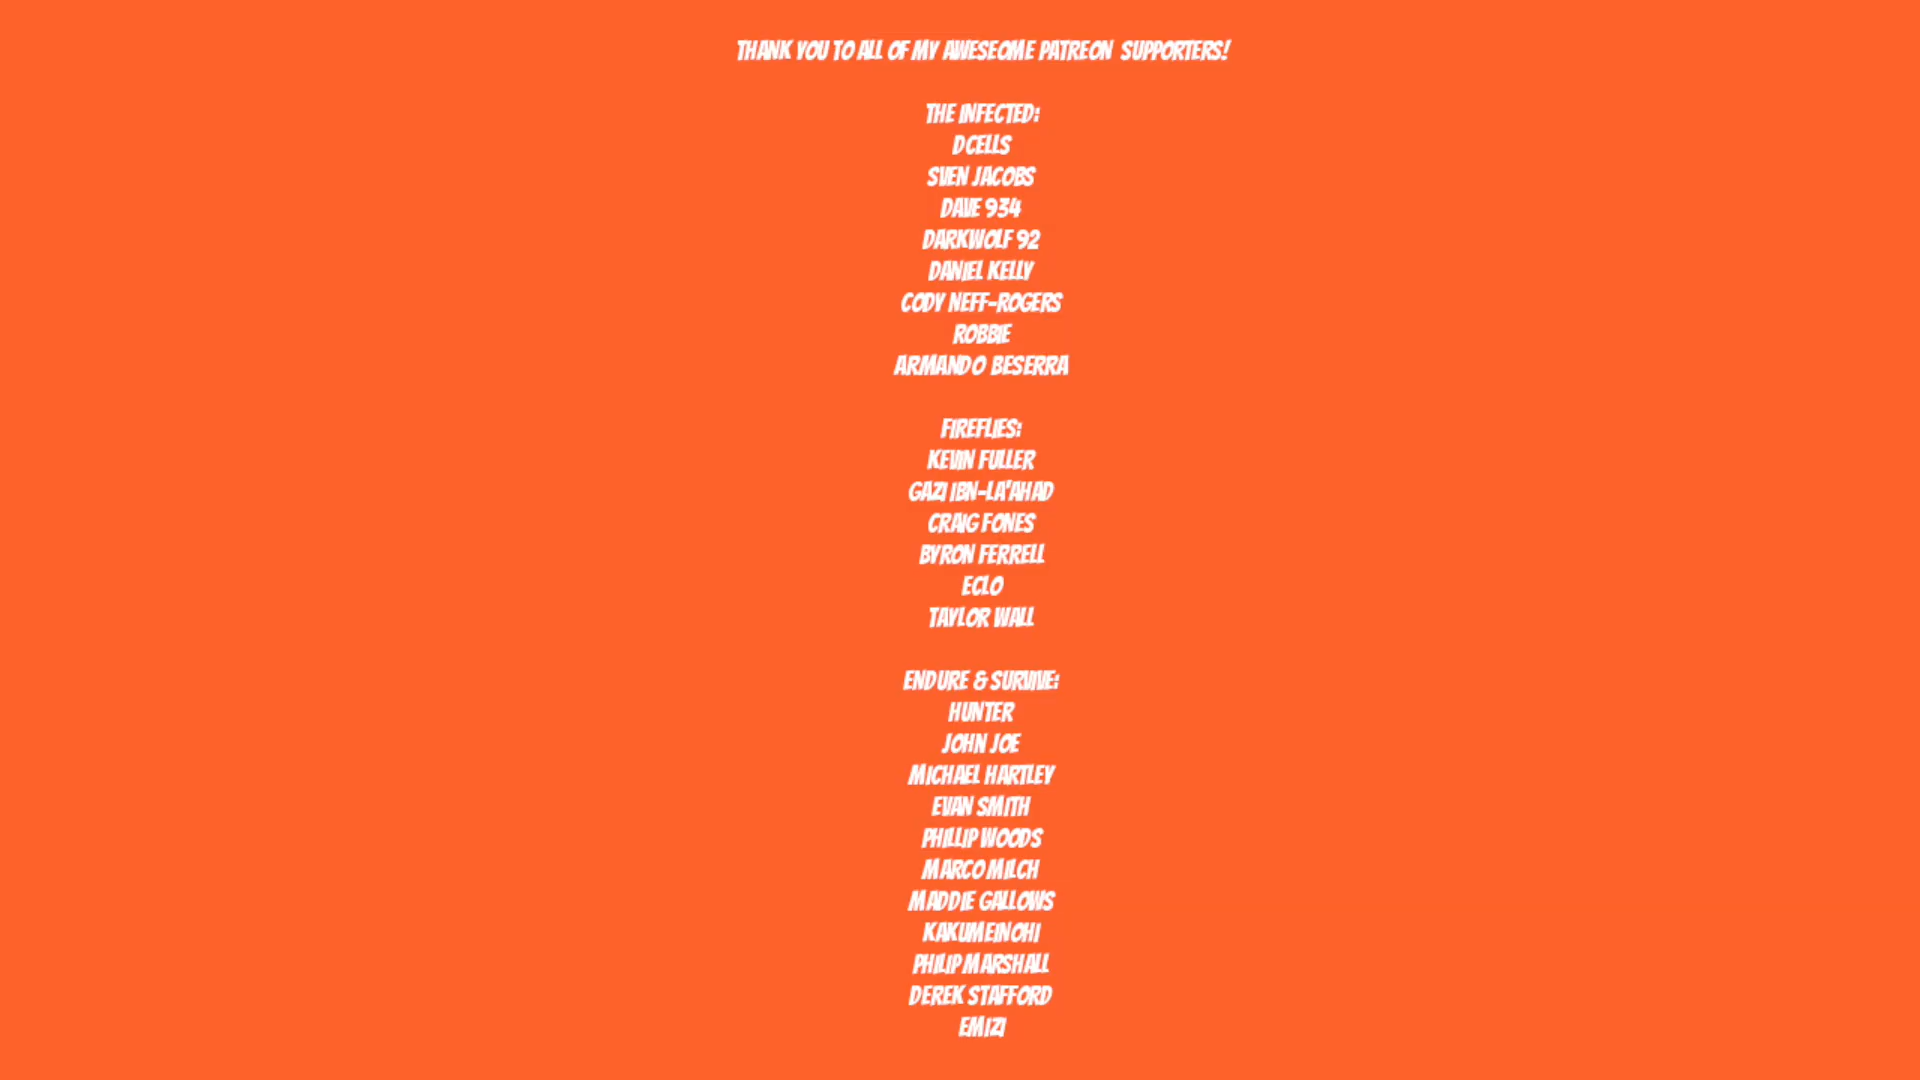 THANK YOU TO ALL OF MY AWESEOME PATREON SUPPORTERS!
THE INFECTED:
DCELLS
SVEN JACOBS
DAVE 934
DARKWOLF 92
DANIEL KELLY
CODY NEFF-ROGERS
ROBBIE
ARMANDO BESERRA
FIREFLIES:
KEVIN FULLER
GAZI IBN-LA'AHAD
CRAIG FONES
BYRON FERRELL
ECLO
TAYLOR WALL
ENDURE & SURVIVE:
HUNTER
JOHN JOE
MICHAEL HARTLEY
EVAN SMITH
PHILLIP WOODS
MARCO MILCH
MADDIE GALLOWS
KAKUMEINOHI
PHILIP MARSHALL
DEREK STAFFORD
EMIZI